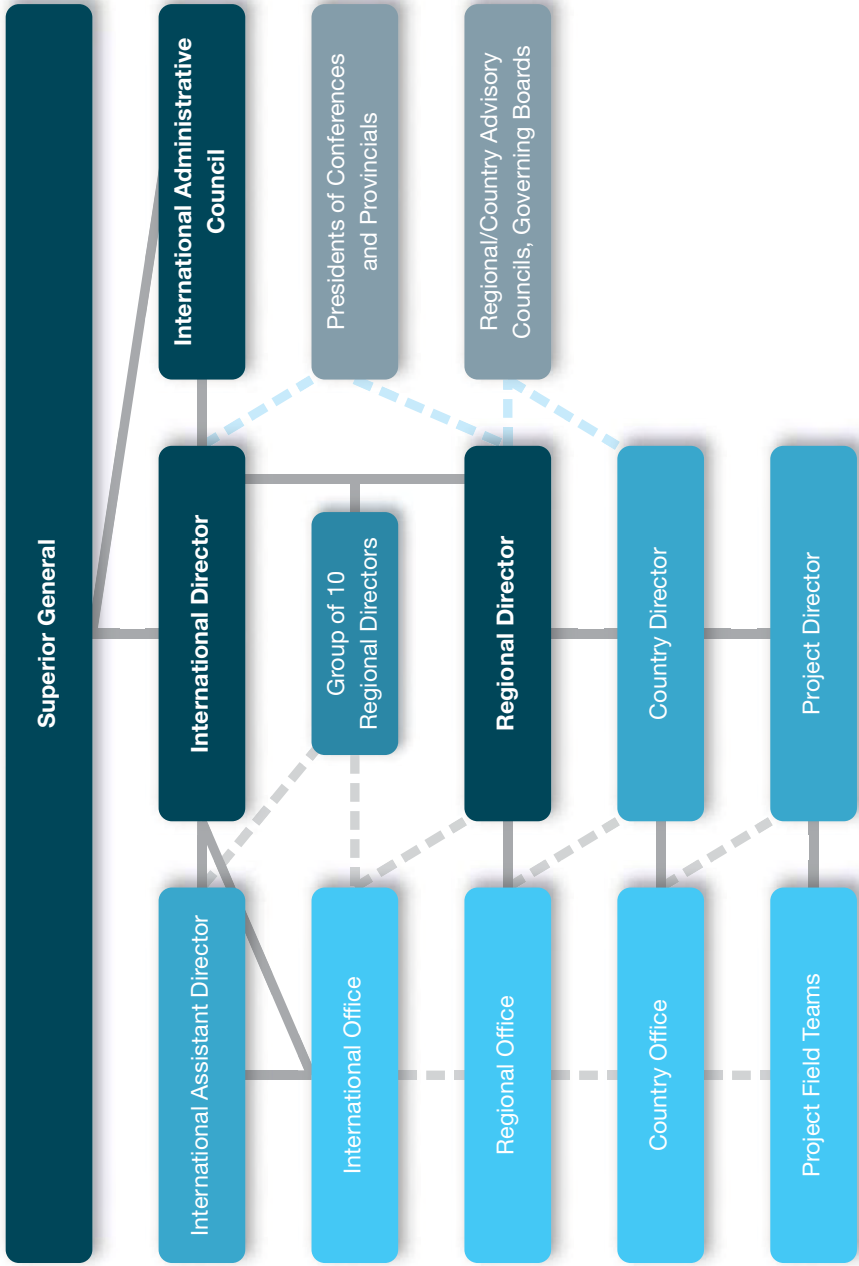 Superior General
International Assistant Director
International Director
International Administrative
Council
International Office
Group of 10
Regional Directors
Presidents of Conferences
and Provincials
Regional Office
Regional Director
Regional/Country Advisory
Councils, Governing Boards
Country Office
Country Director
Project Field Teams
Project Director